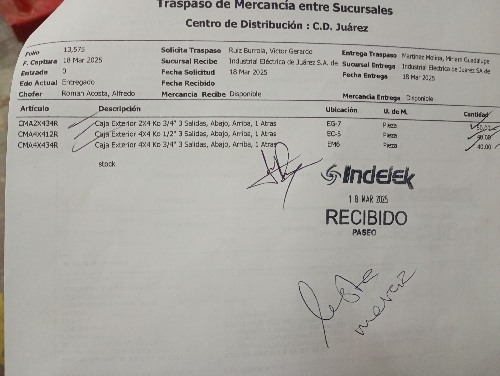 Traspaso de Mercancía entre Sucursales
Centro de Distribución : C.D. Juárez
Folio 13,575 Solicita Traspaso Ruiz Burrola, Victor Gerardo Entrega Traspaso Martinez Molina, Miriam Guadalupe
F. Captura 18 Mar 2025 Sucursal Recibe Industrial Eléctrica de Juárez S.A. de Sucursal Entrega Industrial Eléctrica de Juárez SA de
Entrada 0 Fecha Solicitud 18 Mar 2025 Fecha Entrega 18 Mar 2025
Edo Actual Entregado Fecha Recibido
Chofer Roman Acosta, Alfredo Mercancía Recibe Disponible Mercancia Entrega Disponible
Artículo Descripción Ubicación U. de M. Cantidad
CMA2X434R Caja Exterior 2X4 Ko 3/4" 3 Salidas, Abajo, Arriba, 1 Atras EG-7 Pieza
CMA4X412R Caja Exterior 4X4 Ko 1/2" 3 Salidas, Abajo, Arriba, 1 Atras EC-5 Pieza
CMA4X434R Caja Exterior 4X4 Ko 3/4" 3 Salidas, Abajo, Arriba, 1 Atras EM6 Pieza 40.00
stock
Indelek
18 MAR 2025
RECIBIDO
PASEO